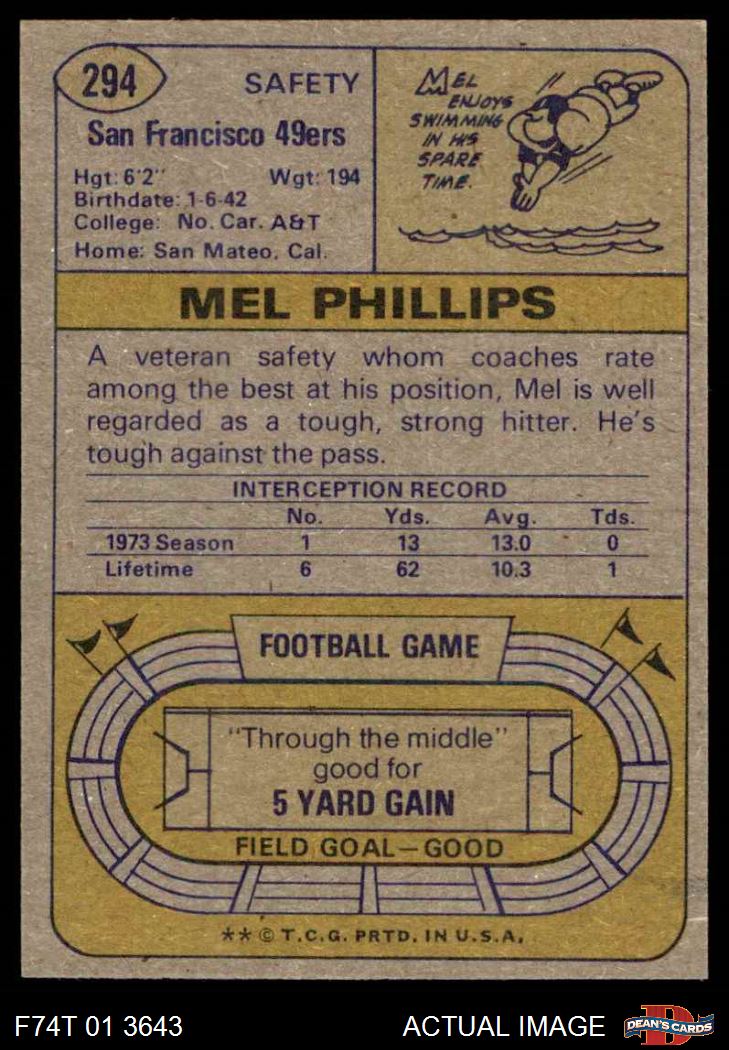 294
SAFETY
San Francisco 49ers
Hgt: 6'2" Wgt: 194
Birthdate: 1-6-42
College: No. Car. A&T
Home: San Mateo, Cal.
MEL
ENJOYS
SWIMMING
IN HIS
SPARE
TIME.
MEL PHILLIPS
A veteran safety whom coaches rate
among the best at his position, Mel is well
regarded as a tough, strong hitter. He's
tough against the pass.
INTERCEPTION RECORD
No. Yds. Avg. Tds.
1973 Season 1 13 13.0 0
Lifetime 6 62 10.3 1
FOOTBALL GAME
"Through the middle"
good for
5 YARD GAIN
FIELD GOAL—GOOD
** © T.C.G. PRTD. IN U.S.A.
F74T 01 3643 ACTUAL IMAGE
D
DEAN'S CARDS